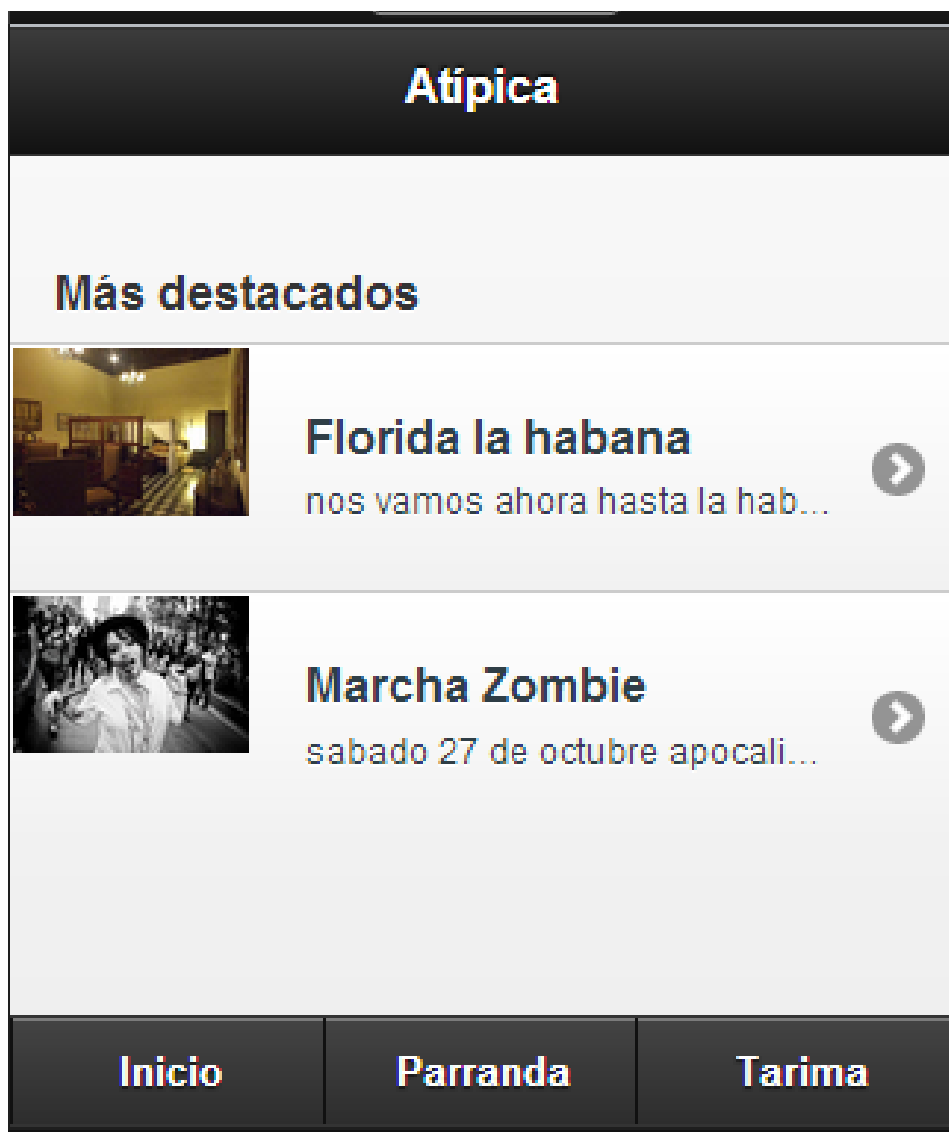 Atípica
Más destacados
Florida la habana
nos vamos ahora hasta la hab...
Marcha Zombie
sabado 27 de octubre apocali...
Inicio
Parranda
Tarima